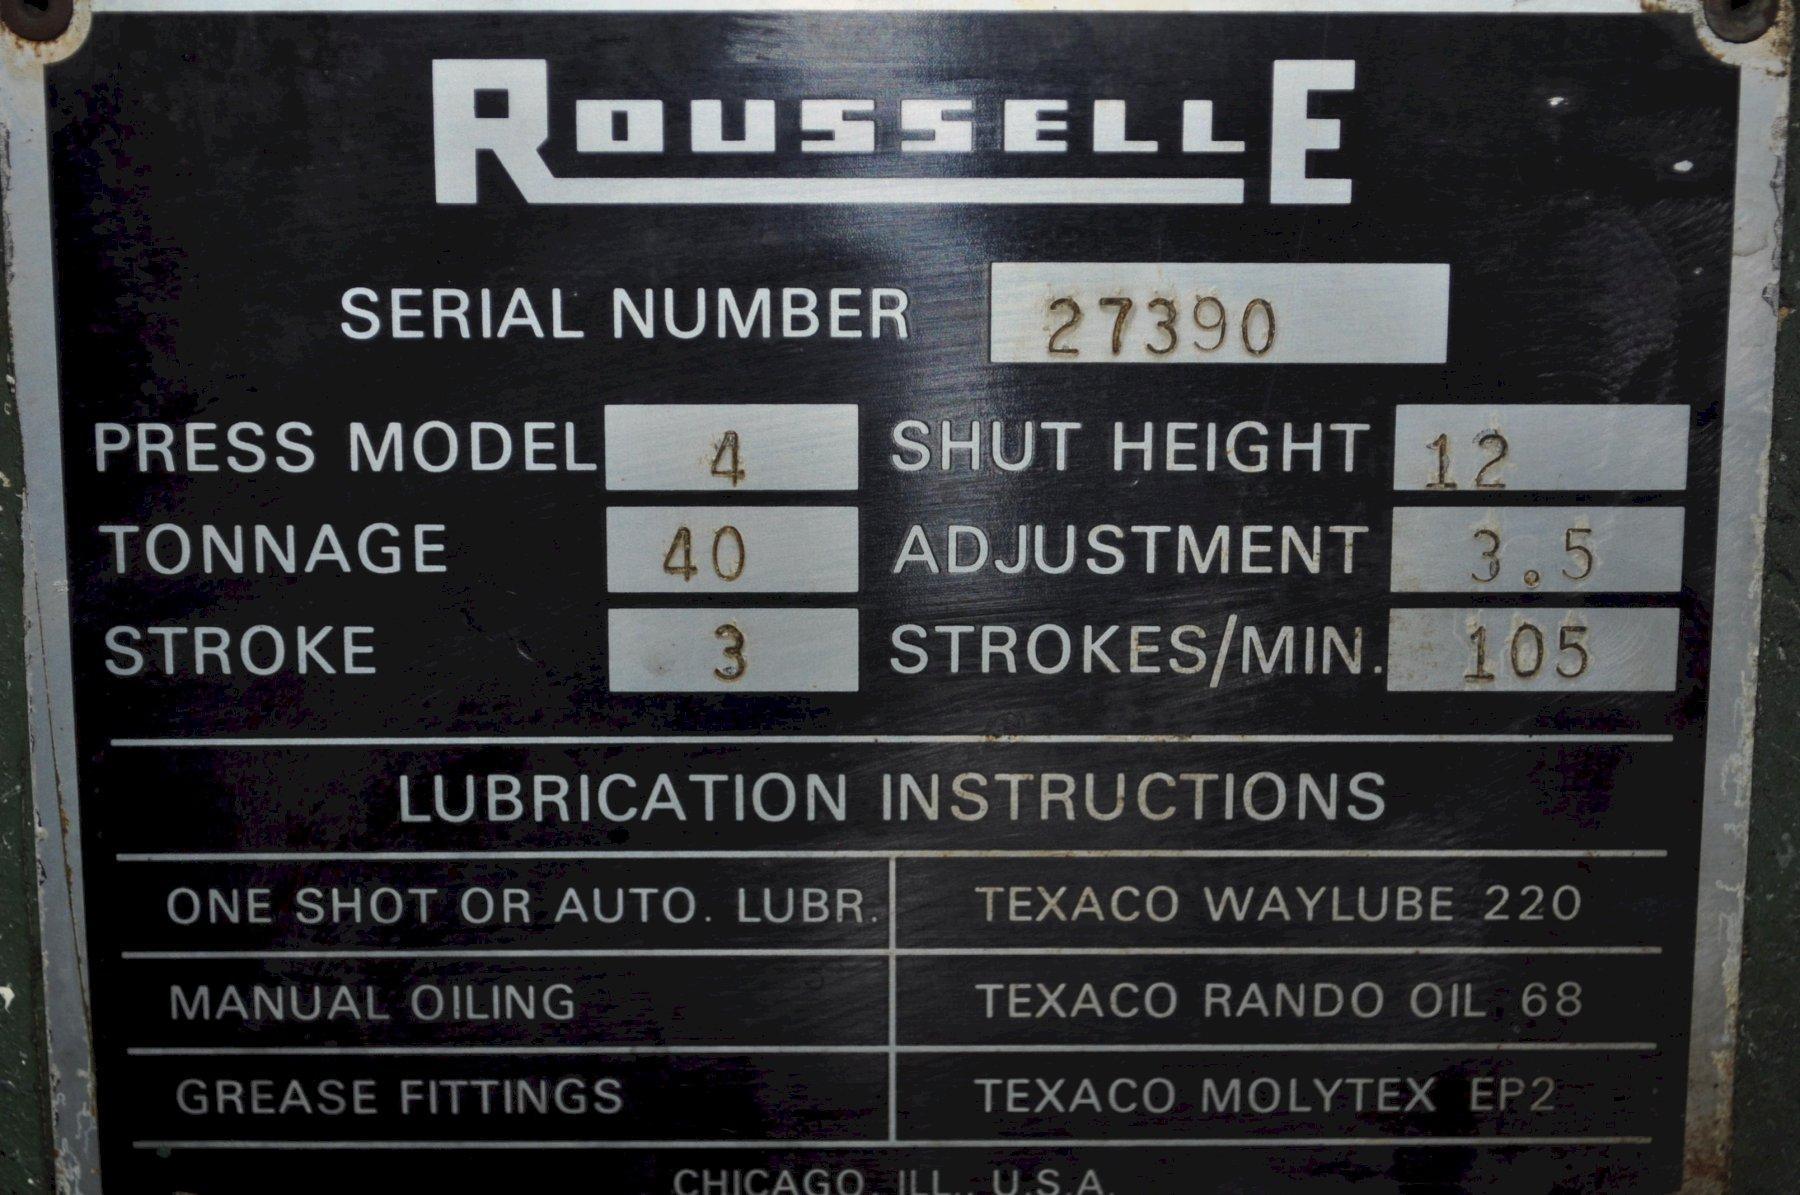 ROUSSELLE
SERIAL NUMBER 27390
PRESS MODEL 4 SHUT HEIGHT 12
TONNAGE 40 ADJUSTMENT 3.5
STROKE 3 STROKES/MIN. 105
LUBRICATION INSTRUCTIONS
ONE SHOT OR AUTO. LUBR. TEXACO WAYLUBE 220
MANUAL OILING TEXACO RANDO OIL 68
GREASE FITTINGS TEXACO MOLYTEX EP2
CHICAGO, ILL., U.S.A.